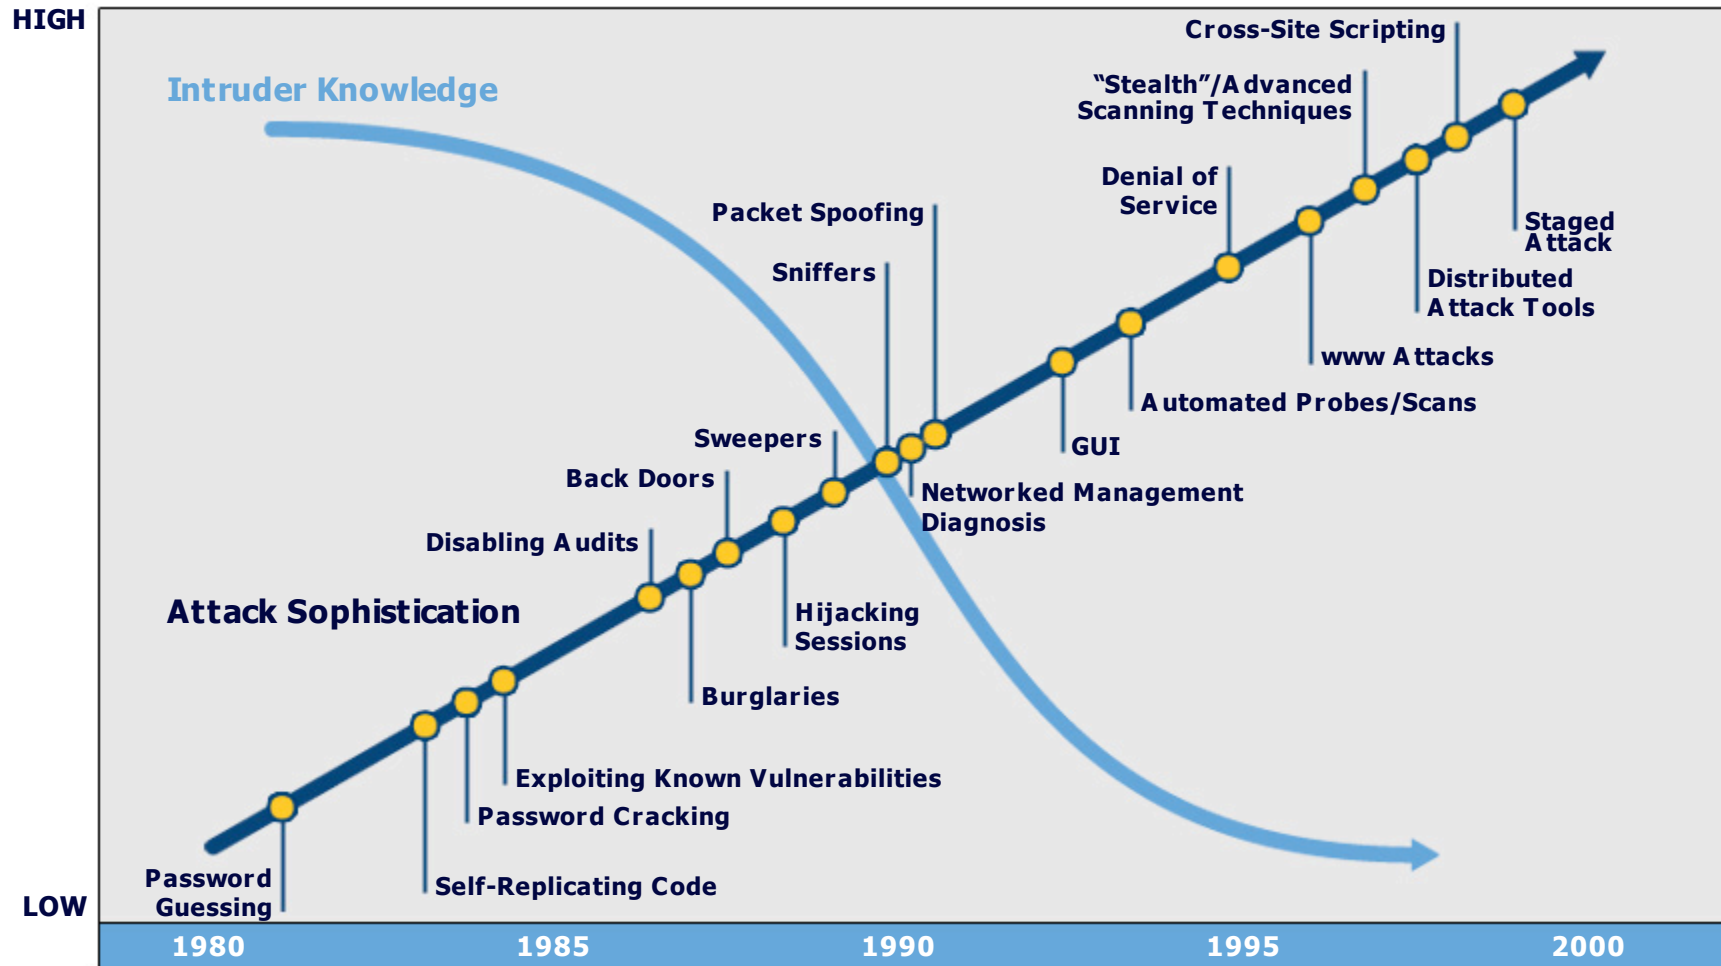 HIGH
Cross-Site Scripting
Intruder Knowledge
“Stealth”/Advanced
Scanning Techniques
Denial of
Service
Packet Spoofing
Staged
Attack
Sniffers
Distributed
Attack Tools
www Attacks
Automated Probes/Scans
Sweepers
GUI
Back Doors
Networked Management
Diagnosis
Disabling Audits
Attack Sophistication
Hijacking
Sessions
Burglaries
Exploiting Known Vulnerabilities
Password Cracking
Password
Guessing
Self-Replicating Code
LOW
1980 1985 1990 1995 2000